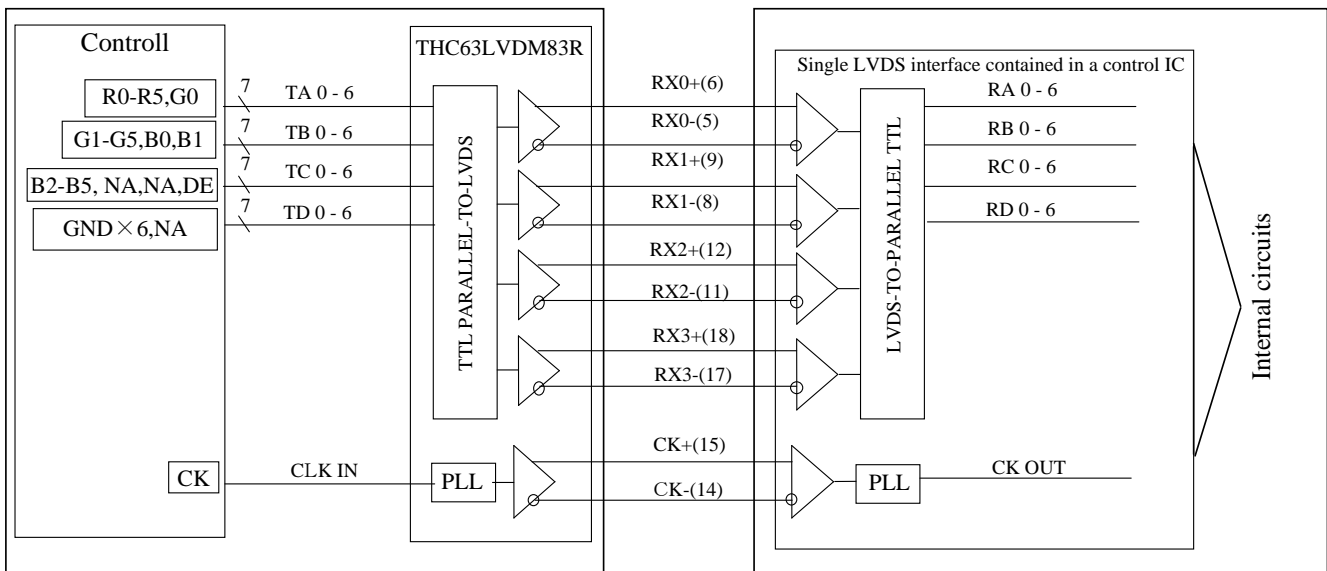 Controll
R0-R5,G0
G1-G5,B0,B1
B2-B5, NA,NA,DE
GND×6,NA
CK
7
TA 0 - 6
7
TB 0 - 6
7
TC 0 - 6
7
TD 0 - 6
CLK IN
THC63LVDM83R
TTL PARALLEL-TO-LVDS
PLL
RX0+(6)
RX0-(5)
RX1+(9)
RX1-(8)
RX2+(12)
RX2-(11)
RX3+(18)
RX3-(17)
CK+(15)
CK-(14)
Single LVDS interface contained in a control IC
LVDS-TO-PARALLEL TTL
PLL
RA 0 - 6
RB 0 - 6
RC 0 - 6
RD 0 - 6
CK OUT
Internal circuits